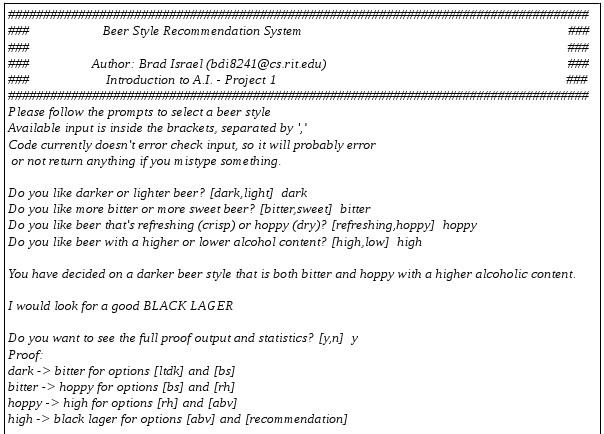 ##################################################################################
### Beer Style Recommendation System ###
### ###
### Author: Brad Israel (bdi8241@cs.rit.edu) ###
### Introduction to A.I. - Project 1 ###
##################################################################################
Please follow the prompts to select a beer style
Available input is inside the brackets, separated by ','
Code currently doesn't error check input, so it will probably error
or not return anything if you mistype something.
Do you like darker or lighter beer? [dark,light] dark
Do you like more bitter or more sweet beer? [bitter,sweet] bitter
Do you like beer that's refreshing (crisp) or hoppy (dry)? [refreshing,hoppy] hoppy
Do you like beer with a higher or lower alcohol content? [high,low] high
You have decided on a darker beer style that is both bitter and hoppy with a higher alcoholic content.
I would look for a good BLACK LAGER
Do you want to see the full proof output and statistics? [y,n] y
Proof:
dark -> bitter for options [ltdk] and [bs]
bitter -> hoppy for options [bs] and [rh]
hoppy -> high for options [rh] and [abv]
high -> black lager for options [abv] and [recommendation]